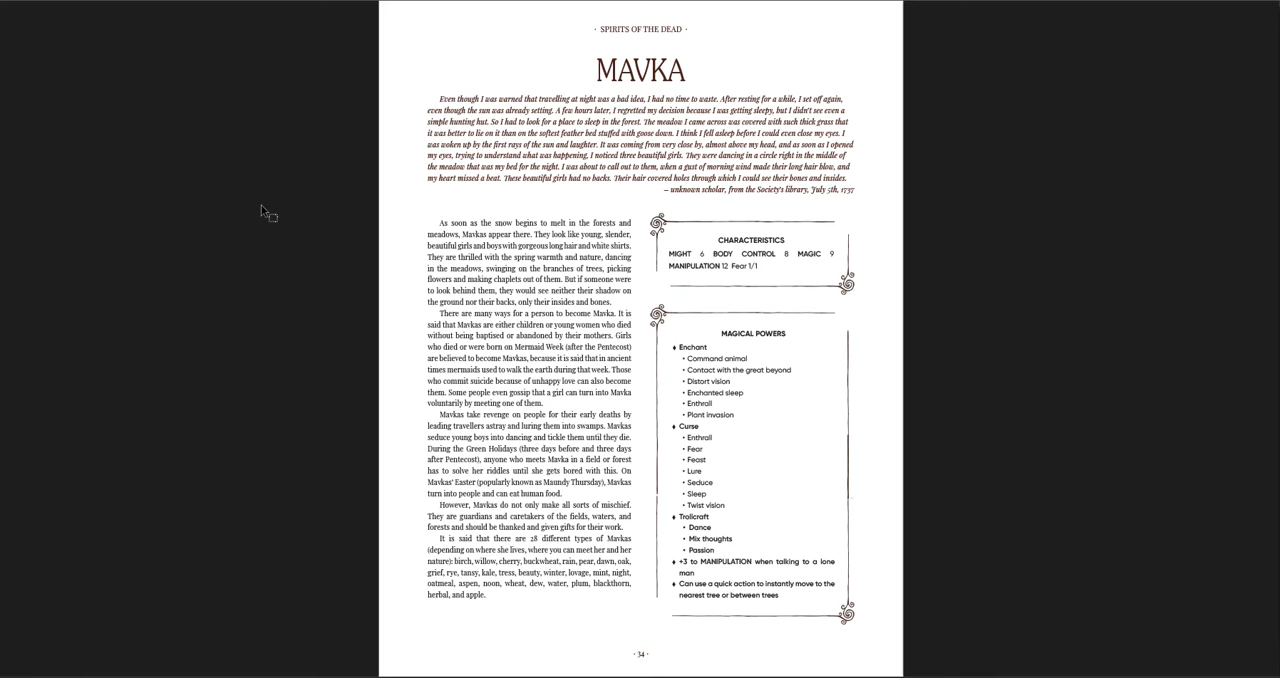 · SPIRITS OF THE DEAD ·
MAVKA
Even though I was warned that travelling at night was a bad idea, I had no time to waste. After resting for a while, I set off again,
even though the sun was already setting. A few hours later, I regretted my decision because I was getting sleepy, but I didn't see even a
simple hunting hut. So I had to look for a place to sleep in the forest. The meadow I came across was covered with such thick grass that
it was better to lie on it than on the softest feather bed stuffed with goose down. I think I fell asleep before I could even close my eyes. I
was woken up by the first rays of the sun and laughter. It was coming from very close by, almost above my head, and as soon as I opened
my eyes, trying to understand what was happening, I noticed three beautiful girls. They were dancing in a circle right in the middle of
the meadow that was my bed for the night. I was about to call out to them, when a gust of morning wind made their long hair blow, and
my heart missed a beat. These beautiful girls had no backs. Their hair covered holes through which I could see their bones and insides.
– unknown scholar, from the Society's library, July 5th, 1737
As soon as the snow begins to melt in the forests and
meadows, Mavkas appear there. They look like young, slender,
beautiful girls and boys with gorgeous long hair and white shirts.
They are thrilled with the spring warmth and nature, dancing
in the meadows, swinging on the branches of trees, picking
flowers and making chaplets out of them. But if someone were
to look behind them, they would see neither their shadow on
the ground nor their backs, only their insides and bones.
There are many ways for a person to become Mavka. It is
said that Mavkas are either children or young women who died
without being baptised or abandoned by their mothers. Girls
who died or were born on Mermaid Week (after the Pentecost)
are believed to become Mavkas, because it is said that in ancient
times mermaids used to walk the earth during that week. Those
who commit suicide because of unhappy love can also become
them. Some people even gossip that a girl can turn into Mavka
voluntarily by meeting one of them.
Mavkas take revenge on people for their early deaths by
leading travellers astray and luring them into swamps. Mavkas
seduce young boys into dancing and tickle them until they die.
During the Green Holidays (three days before and three days
after Pentecost), anyone who meets Mavka in a field or forest
has to solve her riddles until she gets bored with this. On
Mavkas' Easter (popularly known as Maundy Thursday), Mavkas
turn into people and can eat human food.
However, Mavkas do not only make all sorts of mischief.
They are guardians and caretakers of the fields, waters, and
forests and should be thanked and given gifts for their work.
It is said that there are 28 different types of Mavkas
(depending on where she lives, where you can meet her and her
nature): birch, willow, cherry, buckwheat, rain, pear, dawn, oak,
grief, rye, tansy, kale, tress, beauty, winter, lovage, mint, night,
oatmeal, aspen, noon, wheat, dew, water, plum, blackthorn,
herbal, and apple.
CHARACTERISTICS
MIGHT 6 BODY CONTROL 8 MAGIC 9
MANIPULATION 12 Fear 1/1
MAGICAL POWERS
♦ Enchant
• Command animal
• Contact with the great beyond
• Distort vision
• Enchanted sleep
• Enthrall
• Plant invasion
♦ Curse
• Enthrall
• Fear
• Feast
• Lure
• Seduce
• Sleep
• Twist vision
♦ Trollcraft
• Dance
• Mix thoughts
• Passion
♦ +3 to MANIPULATION when talking to a lone
man
♦ Can use a quick action to instantly move to the
nearest tree or between trees
· 34 ·